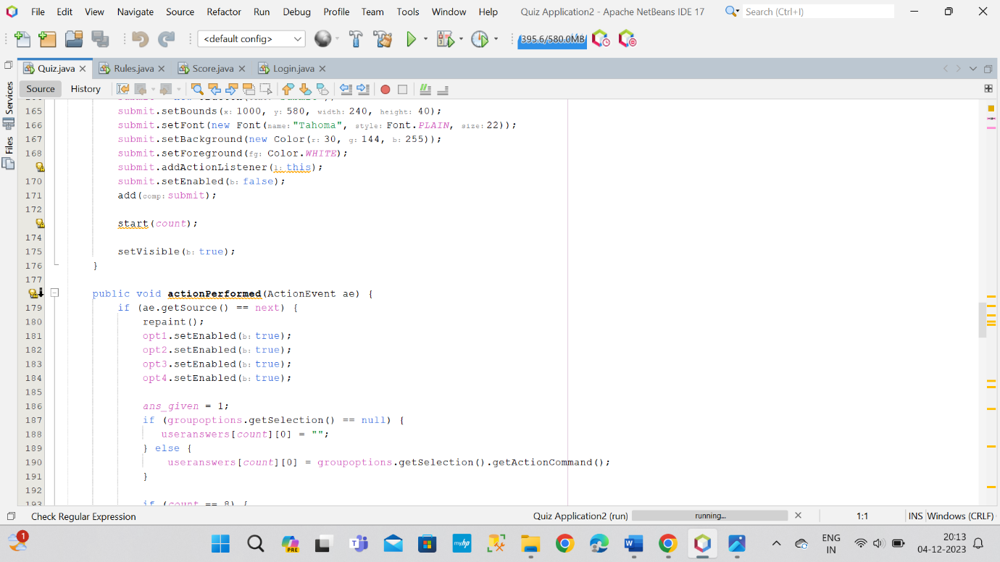 File Edit View Navigate Source Refactor Run Debug Profile Team Tools Window Help Quiz Application2 - Apache NetBeans IDE 17 Search (Ctrl+I)
<default config> 395.6/580.0MB
Quiz.java Rules.java Score.java Login.java
Source History
Services
Files
165 submit.setBounds(x: 1000, y: 580, width: 240, height: 40);
166 submit.setFont(new Font(name: "Tahoma", style: Font.PLAIN, size: 22));
167 submit.setBackground(new Color(r: 30, g: 144, b: 255));
168 submit.setForeground(fg: Color.WHITE);
submit.addActionListener(l: this);
170 submit.setEnabled(b: false);
171 add(comp: submit);
172
start(count);
174
175 setVisible(b: true);
176 }
177
public void actionPerformed(ActionEvent ae) {
179 if (ae.getSource() == next) {
180 repaint();
181 opt1.setEnabled(b: true);
182 opt2.setEnabled(b: true);
183 opt3.setEnabled(b: true);
184 opt4.setEnabled(b: true);
185
186 ans_given = 1;
187 if (groupoptions.getSelection() == null) {
188 useranswers[count][0] = "";
189 } else {
190 useranswers[count][0] = groupoptions.getSelection().getActionCommand();
191 }
192
193 if (count == 8) {
Check Regular Expression Quiz Application2 (run) running... 1:1 INS Windows (CRLF)
1 PRE myhp ENG IN 20:13 04-12-2023